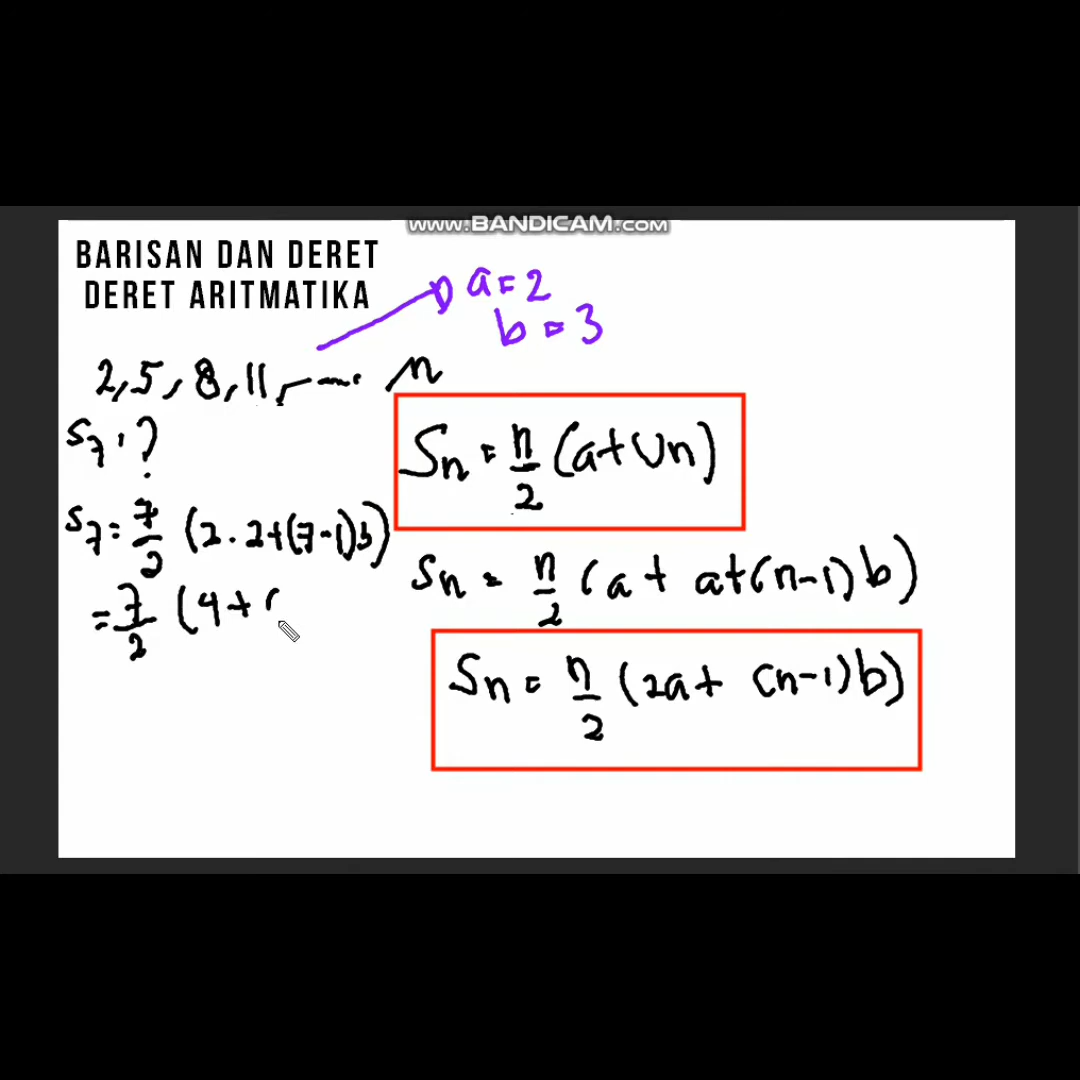 www.BANDICAM.com
BARISAN DAN DERET
DERET ARITMATIKA
a = 2
b = 3
2, 5, 8, 11, ---- n
S7 = ?
Sn = n/2 (a + Un)
S7 = 7/2 (2 . 2 + (7-1)b)
Sn = n/2 (a + a+(n-1)b)
= 7/2 (4 +
Sn = n/2 (2a + (n-1)b)